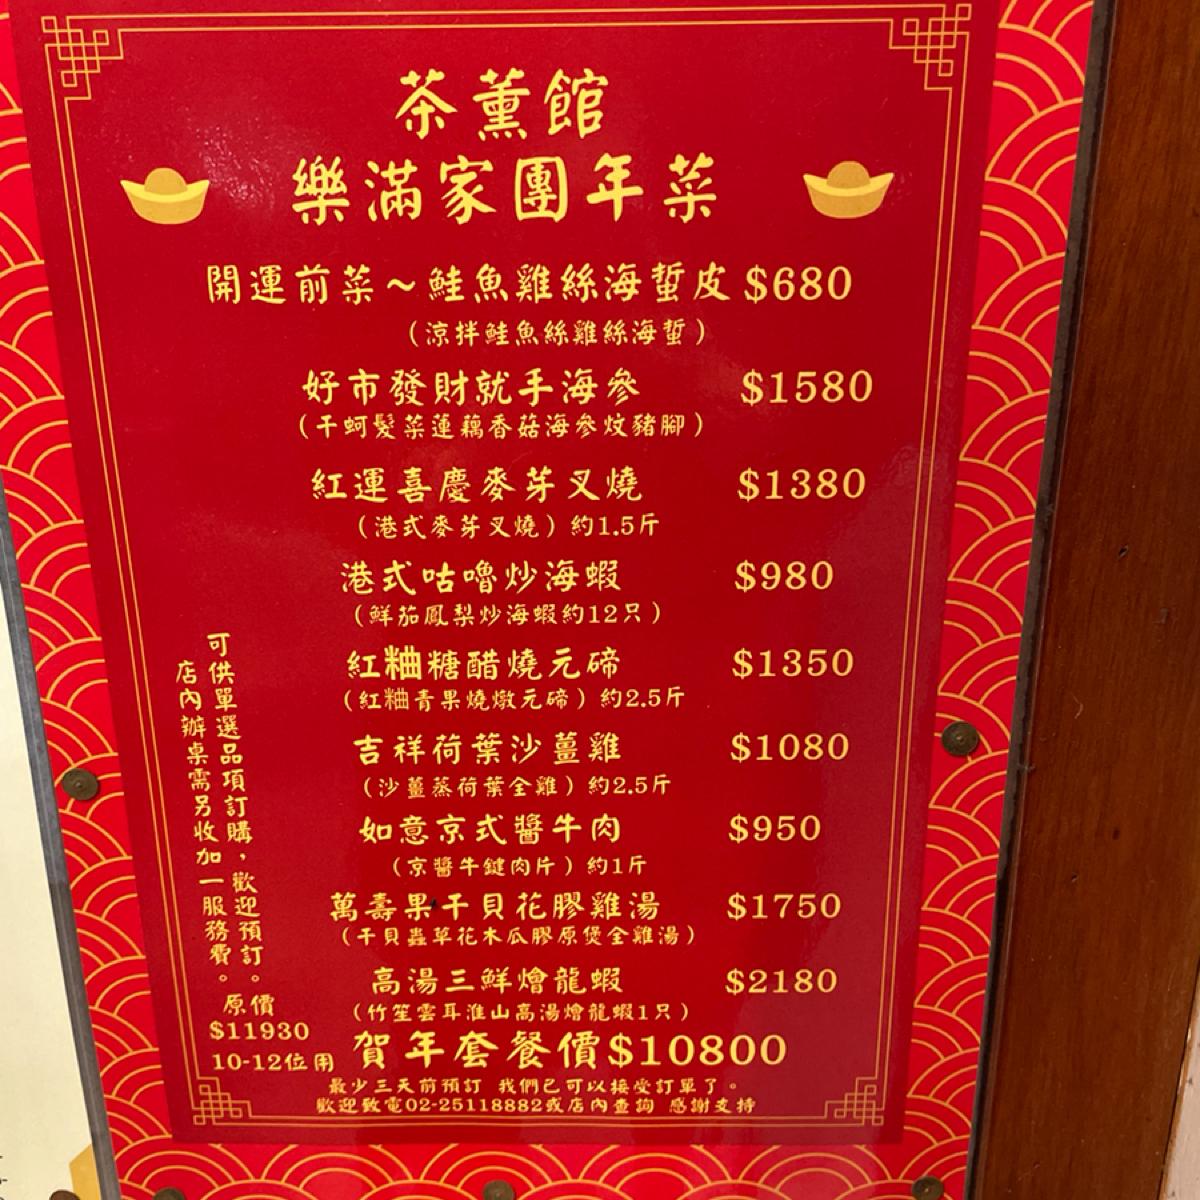 茶薰館
樂滿家團年菜
開運前菜~鮭魚雞絲海蜇皮 $680
(涼拌鮭魚絲雞絲海蜇)
好市發財就手海參 $1580
(干蚵髮菜蓮藕香菇海參炆豬腳)
紅運喜慶麥芽叉燒 $1380
(港式麥芽叉燒) 約1.5斤
港式咕嚕炒海蝦 $980
(鮮茄鳳梨炒海蝦約12只)
紅粬糖醋燒元碲 $1350
(紅粬青果燒燉元碲) 約2.5斤
吉祥荷葉沙薑雞 $1080
(沙薑蒸荷葉全雞) 約2.5斤
如意京式醬牛肉 $950
(京醬牛鍵肉片) 約1斤
萬壽果干貝花膠雞湯 $1750
(干貝蟲草花木瓜膠原煲全雞湯)
高湯三鮮燴龍蝦 $2180
(竹笙雲耳淮山高湯燴龍蝦1只)
可供單選品項訂購,歡迎預訂。
店內辦桌需另收加一服務費。
原價
$11930
10-12位用
賀年套餐價$10800
最少三天前預訂 我們已可以接受訂單了。
歡迎致電02-25118882或店內查詢 感謝支持